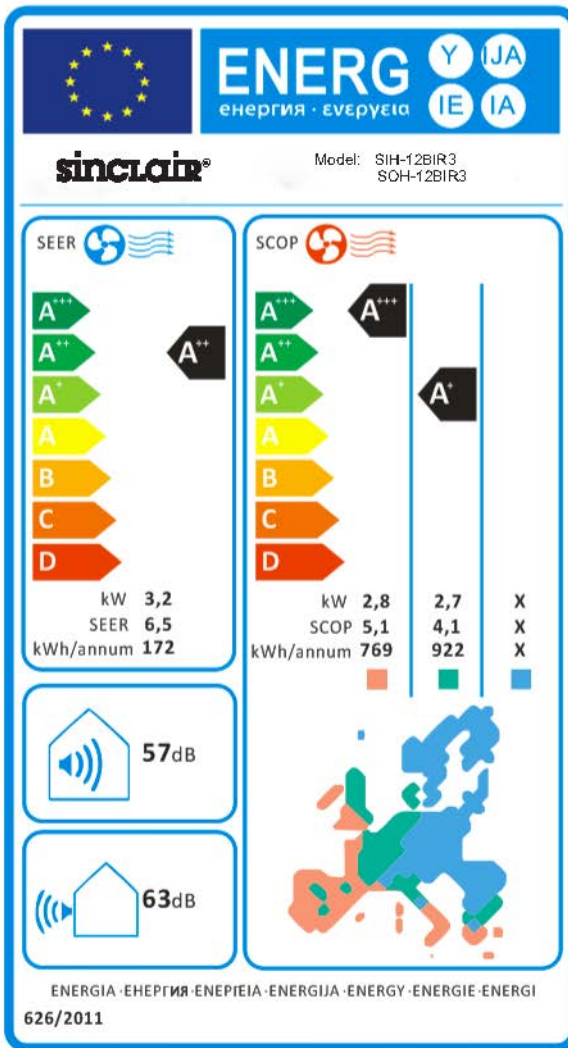 ENERG
енергия · ενεργεια
Y IJA
IE IA
sinclair®
Model: SIH-12BIR3
SOH-12BIR3
SEER
A+++
A++
A+
A
B
C
D
A++
kW 3,2
SEER 6,5
kWh/annum 172
SCOP
A+++
A++
A+
A
B
C
D
A+++
A+
kW 2,8 2,7 X
SCOP 5,1 4,1 X
kWh/annum 769 922 X
57dB
63dB
ENERGIA · ЕНЕРГИЯ · ΕΝΕΡΓΕΙΑ · ENERGIJA · ENERGY · ENERGIE · ENERGI
626/2011